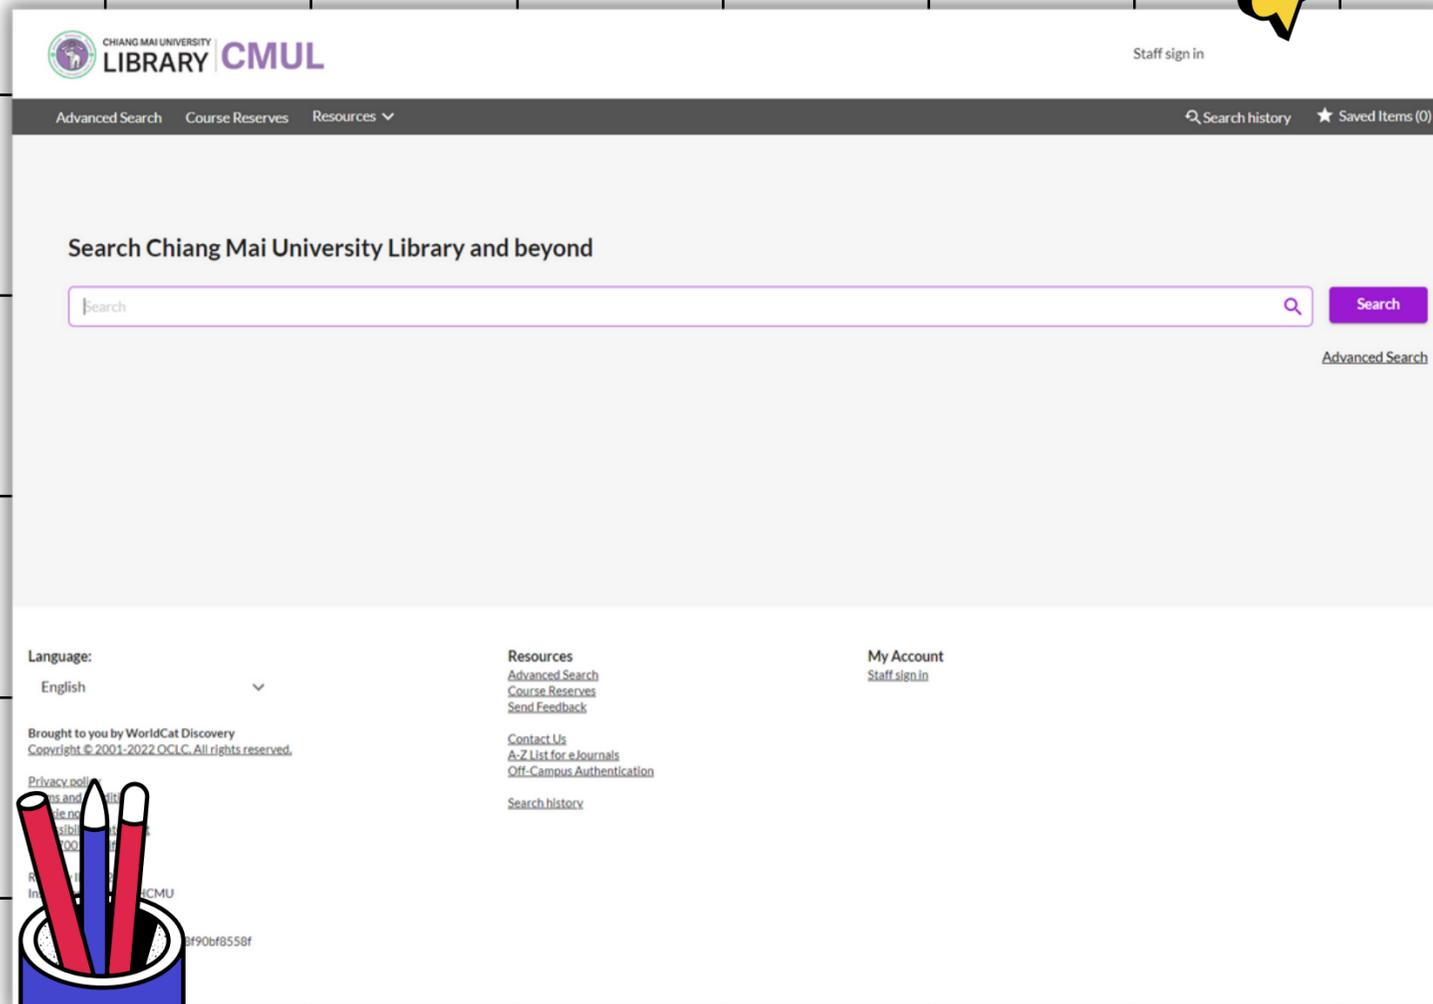 CHIANG MAI UNIVERSITY
LIBRARY CMUL
Staff sign in
Advanced Search Course Reserves Resources
Search history Saved Items (0)
Search Chiang Mai University Library and beyond
Search
Search
Advanced Search
Language:
English
Brought to you by WorldCat Discovery
Copyright © 2001-2022 OCLC. All rights reserved.
Privacy
Resources
Advanced Search
Course Reserves
Send Feedback
Contact Us
A-Z List for eJournals
Off-Campus Authentication
Search history
My Account
Staff sign in